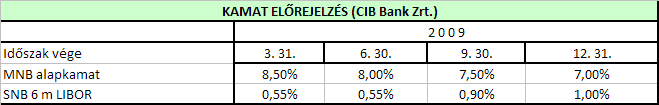 KAMAT ELŐREJELZÉS (CIB Bank Zrt.)
2 0 0 9
Időszak vége 3. 31. 6. 30. 9. 30. 12. 31.
MNB alapkamat 8,50% 8,00% 7,50% 7,00%
SNB 6 m LIBOR 0,55% 0,55% 0,90% 1,00%